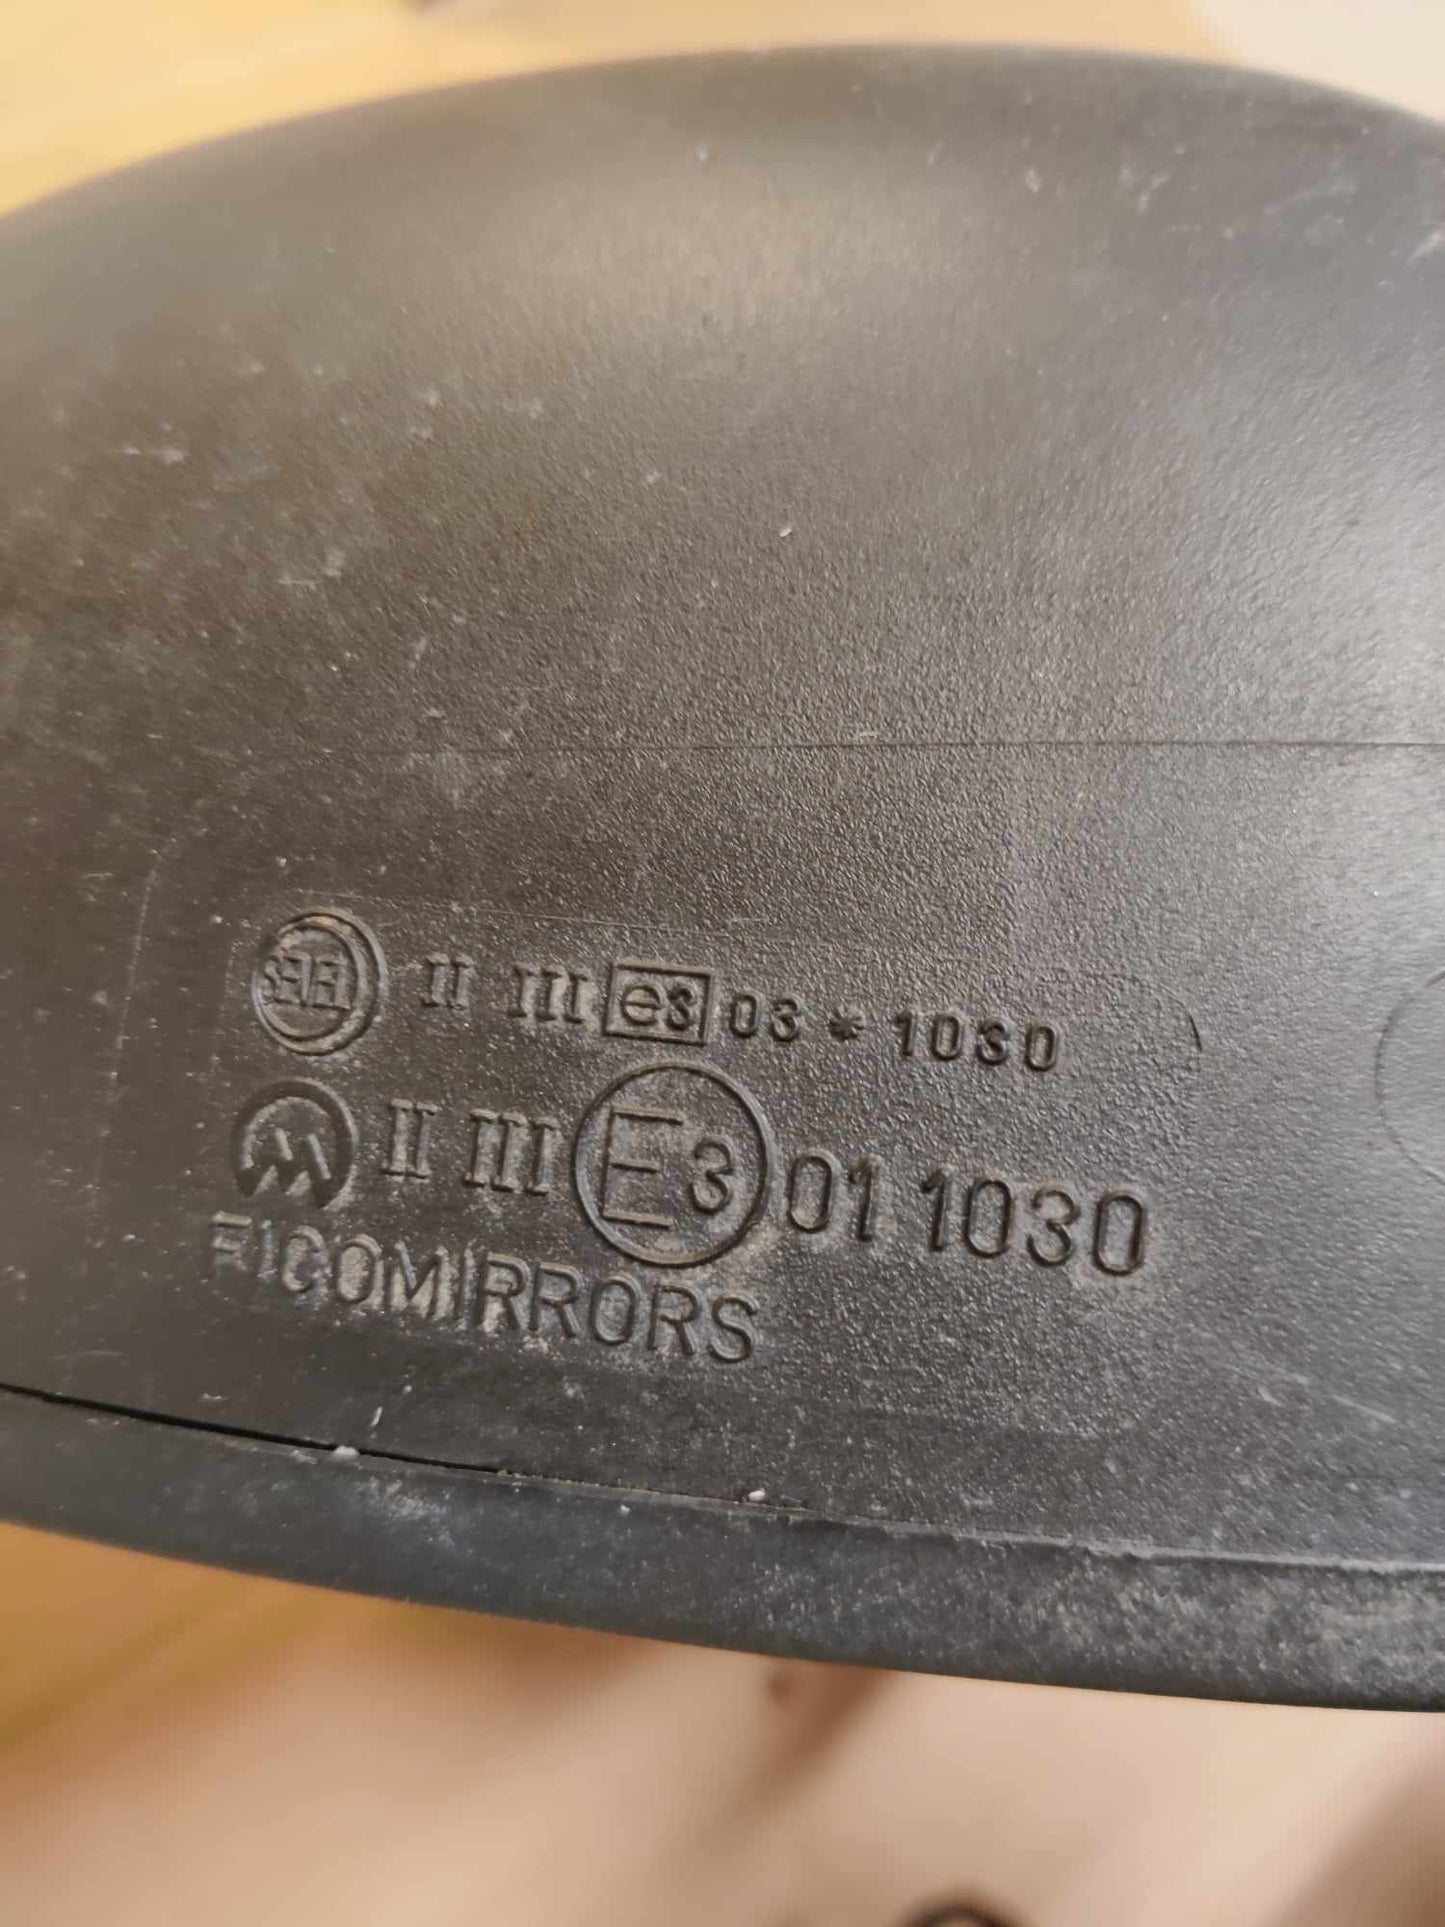 II III e3 03 * 1030
II III E3 01 1030
FICOMIRRORS